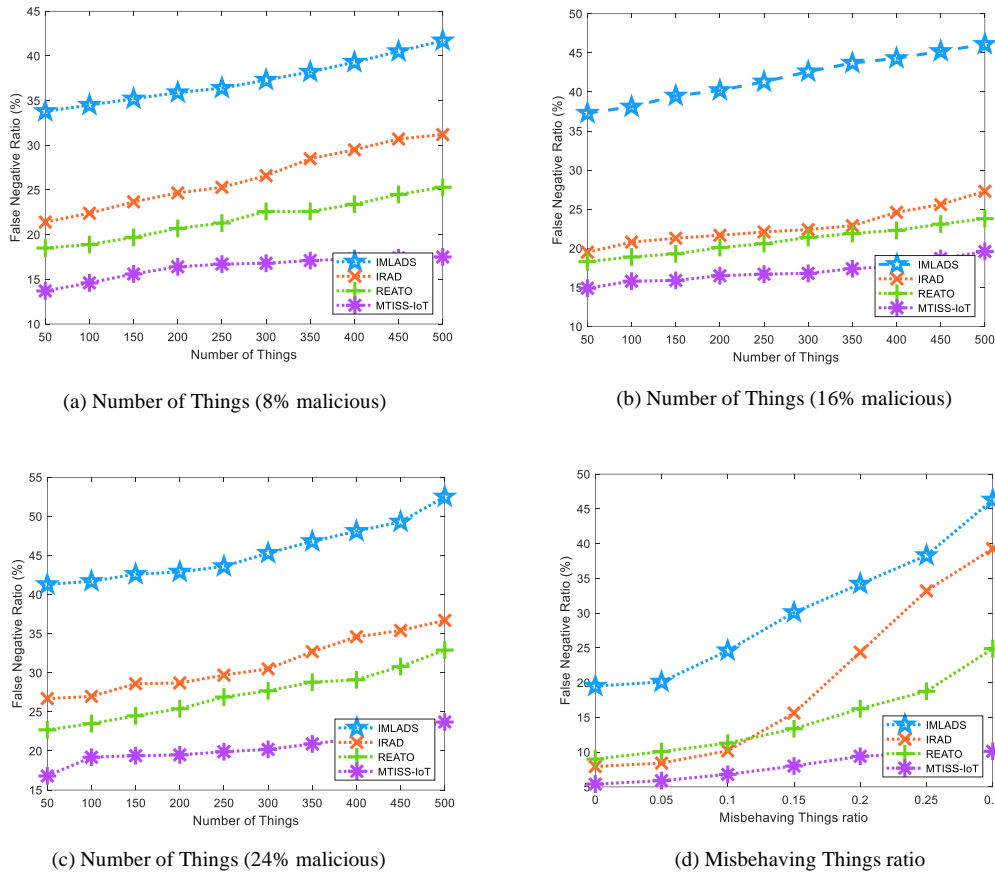 45
40
35
30
25
20
15
10
False Negative Ratio (%)
50 100 150 200 250 300 350 400 450 500
Number of Things
IMLADS
IRAD
REATO
MTISS-IoT
(a) Number of Things (8% malicious)
50
45
40
35
30
25
20
15
10
False Negative Ratio (%)
50 100 150 200 250 300 350 400 450 500
Number of Things
IMLADS
IRAD
REATO
MTISS-IoT
(b) Number of Things (16% malicious)
55
50
45
40
35
30
25
20
15
False Negative Ratio (%)
50 100 150 200 250 300 350 400 450 500
Number of Things
IMLADS
IRAD
REATO
MTISS-IoT
(c) Number of Things (24% malicious)
50
45
40
35
30
25
20
15
10
5
False Negative Ratio (%)
0 0.05 0.1 0.15 0.2 0.25 0.
Misbehaving Things ratio
IMLADS
IRAD
REATO
MTISS-IoT
(d) Misbehaving Things ratio